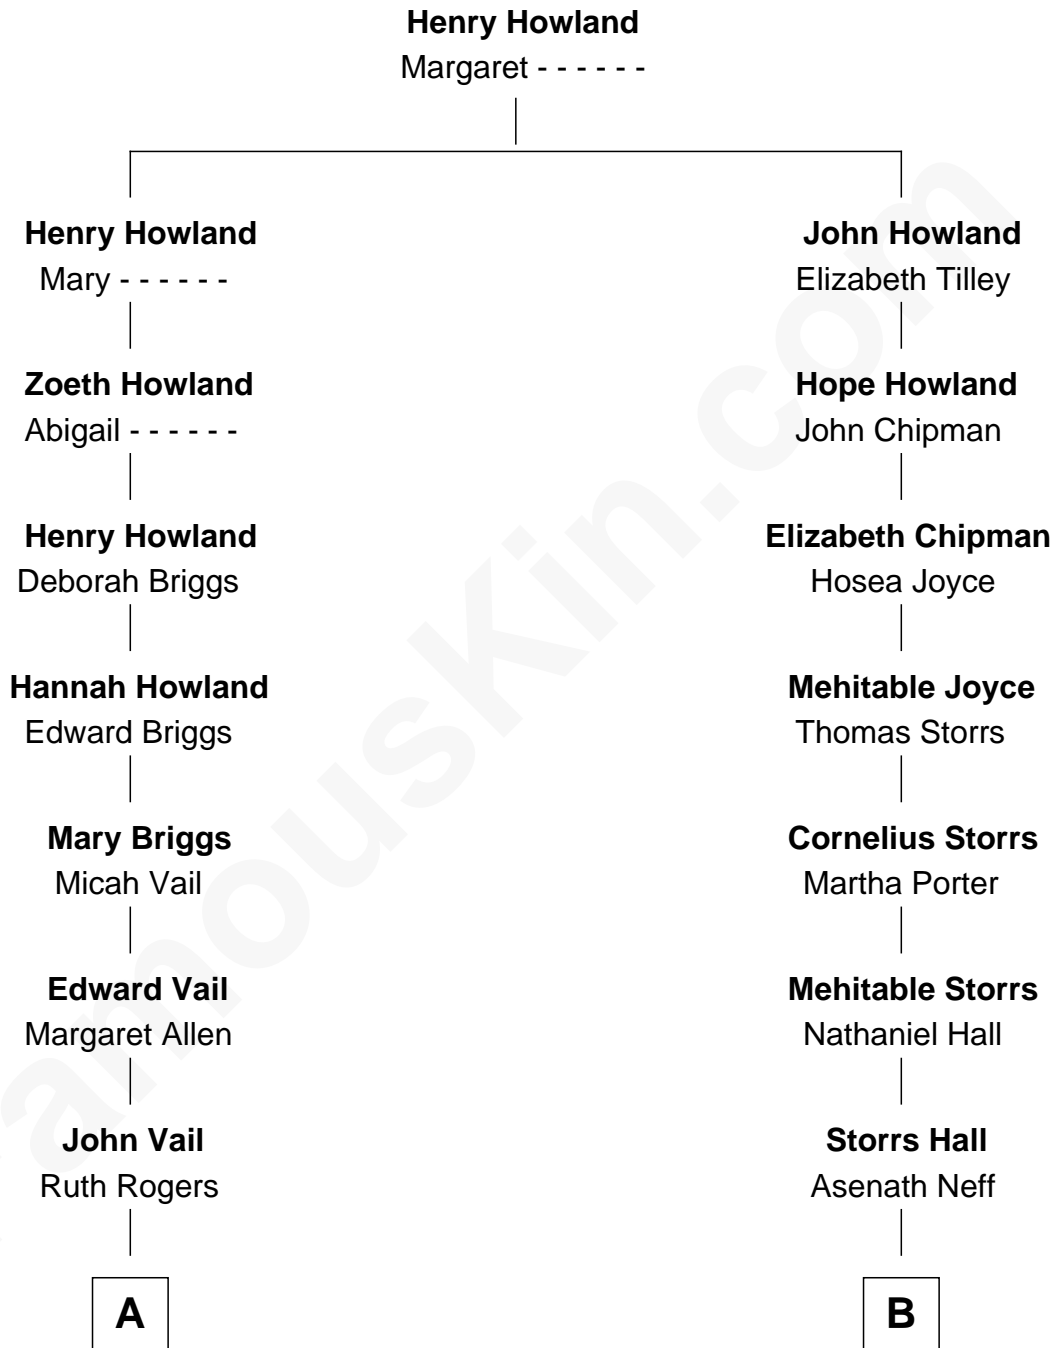 Henry Howland
Margaret - - - - - -
Henry Howland
Mary - - - - - -
Zoeth Howland
Abigail - - - - - -
Henry Howland
Deborah Briggs
Hannah Howland
Edward Briggs
Mary Briggs
Micah Vail
Edward Vail
Margaret Allen
John Vail
Ruth Rogers
A
John Howland
Elizabeth Tilley
Hope Howland
John Chipman
Elizabeth Chipman
Hosea Joyce
Mehitable Joyce
Thomas Storrs
Cornelius Storrs
Martha Porter
Mehitable Storrs
Nathaniel Hall
Storrs Hall
Asenath Neff
B
amouskin.com